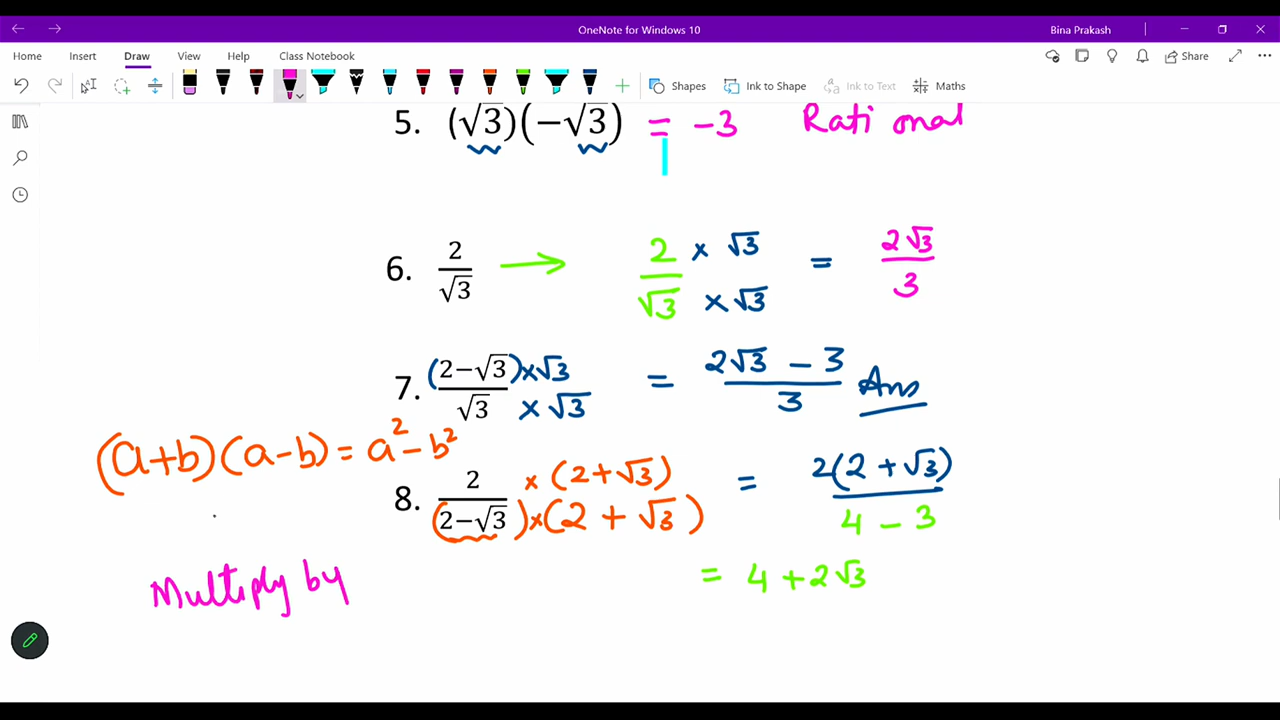 OneNote for Windows 10
Bina Prakash
Home Insert Draw View Help Class Notebook
Share
Shapes Ink to Shape Ink to Text Maths
5. (√3)(−√3) = −3 Rational
6. 2/√3 → 2/√3 × √3 / × √3 = 2√3/3
7. (2−√3)/√3 ×√3 / ×√3 = (2√3 − 3)/3 Ans
(a+b)(a−b) = a² − b²
8. 2/(2−√3) × (2+√3) / ×(2 + √3) = 2(2 + √3)/(4 − 3)
= 4 + 2√3
Multiply by